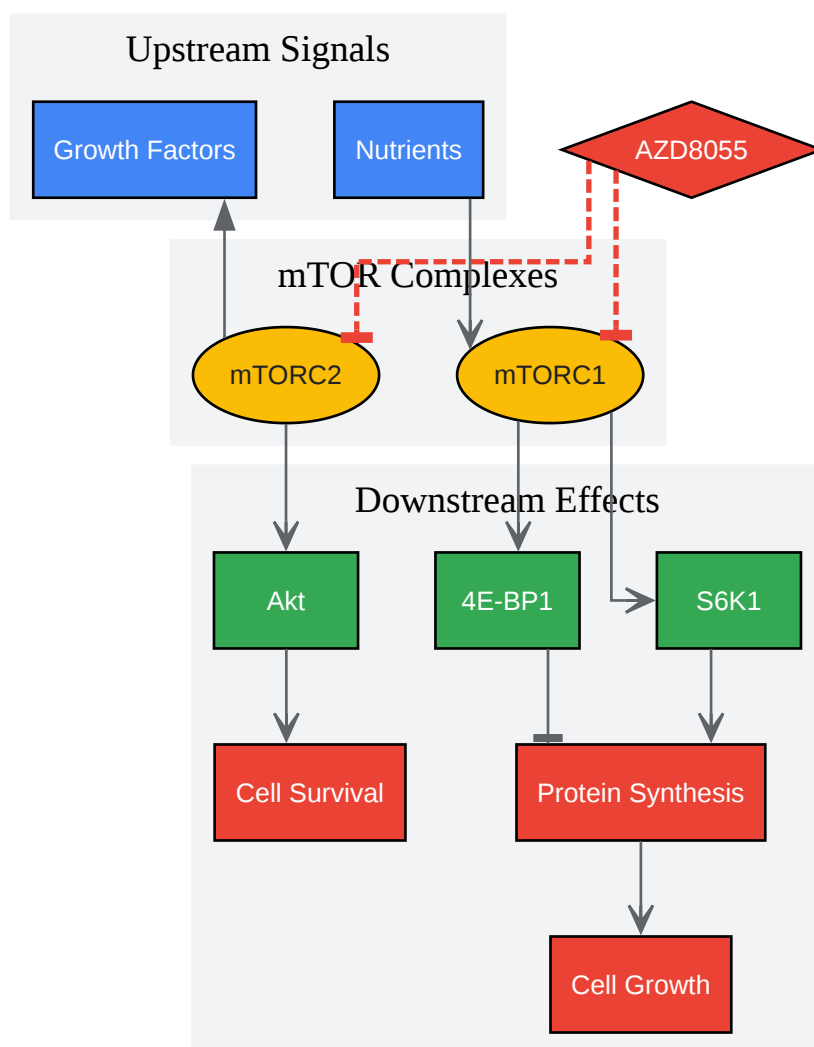 Upstream Signals
Growth Factors
Nutrients
AZD8055
mTOR Complexes
mTORC2
mTORC1
Downstream Effects
Akt
4E-BP1
S6K1
Cell Survival
Protein Synthesis
Cell Growth